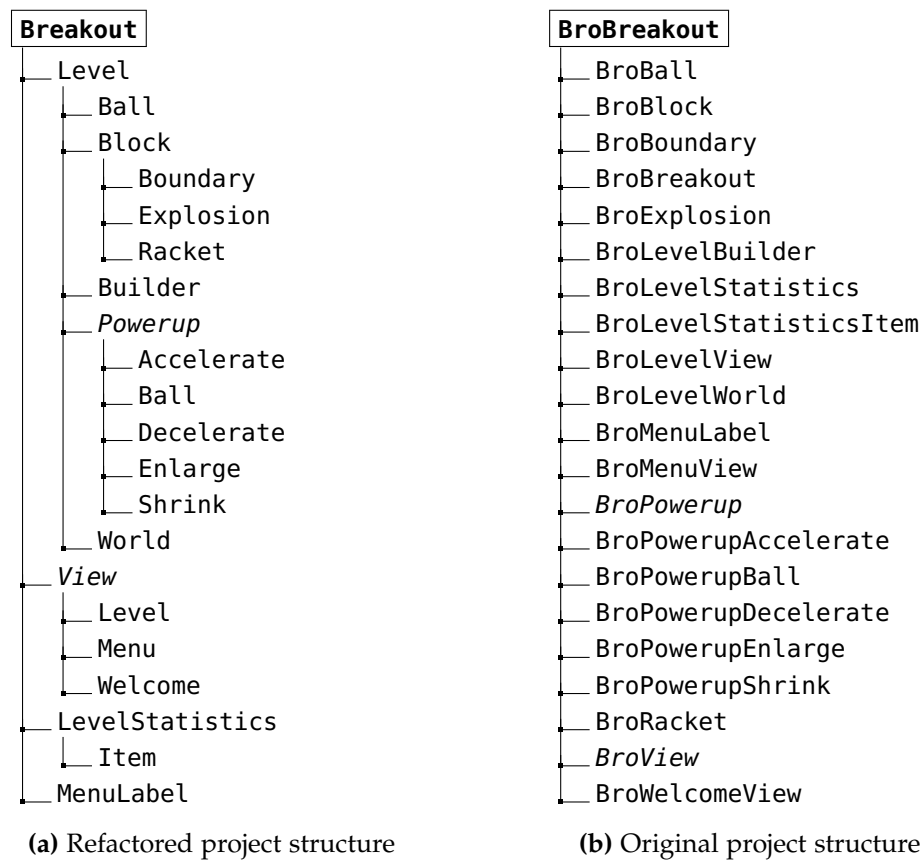 Breakout
Level
Ball
Block
Boundary
Explosion
Racket
Builder
Powerup
Accelerate
Ball
Decelerate
Enlarge
Shrink
World
View
Level
Menu
Welcome
LevelStatistics
Item
MenuLabel
(a) Refactored project structure
BroBreakout
BroBall
BroBlock
BroBoundary
BroBreakout
BroExplosion
BroLevelBuilder
BroLevelStatistics
BroLevelStatisticsItem
BroLevelView
BroLevelWorld
BroMenuLabel
BroMenuView
BroPowerup
BroPowerupAccelerate
BroPowerupBall
BroPowerupDecelerate
BroPowerupEnlarge
BroPowerupShrink
BroRacket
BroView
BroWelcomeView
(b) Original project structure